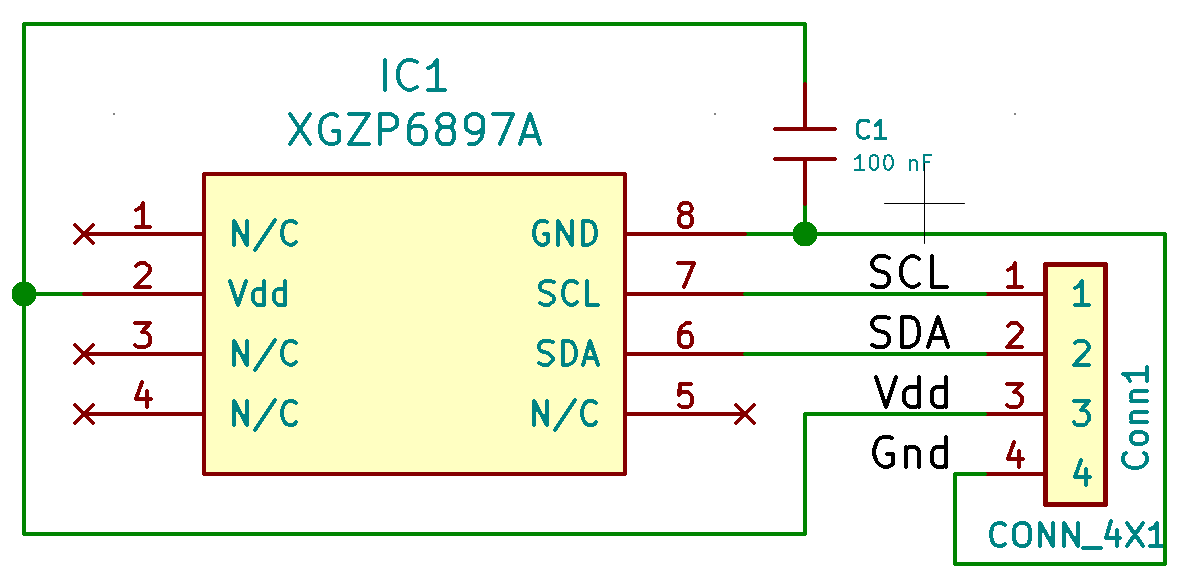 IC1
XGZP6897A
C1
100 nF
1 N/C GND 8
2 Vdd SCL 7 SCL 1 1
3 N/C SDA 6 SDA 2 2
4 N/C N/C 5 Vdd 3 3
Gnd 4 4
Conn1
CONN_4X1